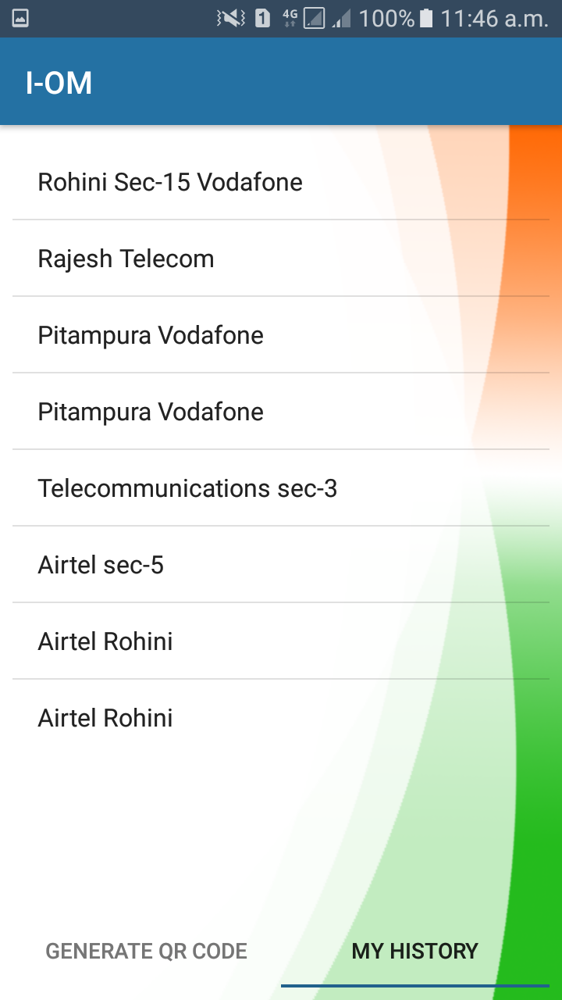 1 4G 100% 11:46 a.m.
I-OM
Rohini Sec-15 Vodafone
Rajesh Telecom
Pitampura Vodafone
Pitampura Vodafone
Telecommunications sec-3
Airtel sec-5
Airtel Rohini
Airtel Rohini
GENERATE QR CODE MY HISTORY